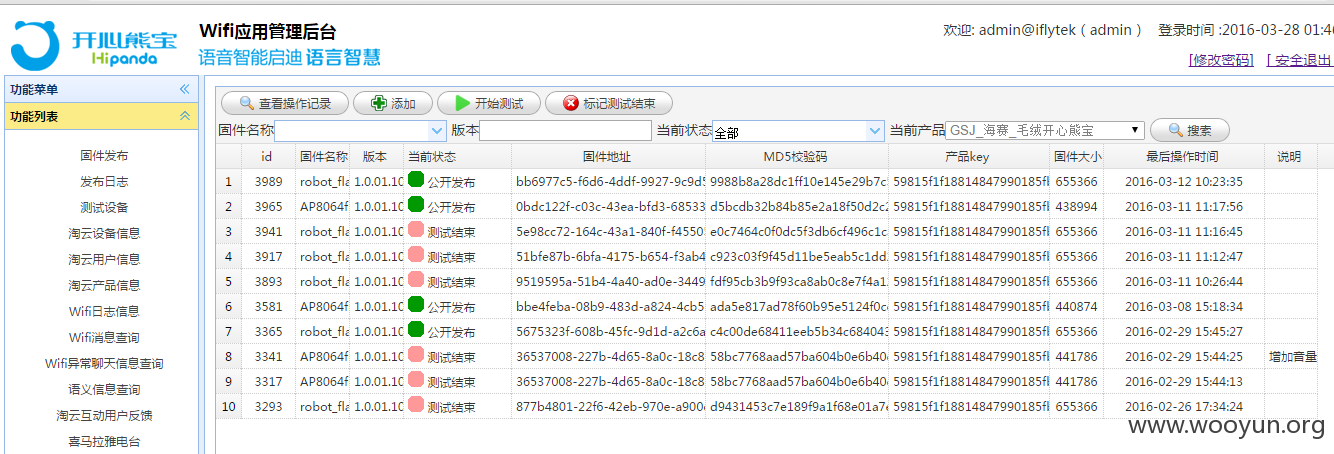 开心熊宝
Hipanda
Wifi应用管理后台
语音智能启迪 语言智慧
欢迎: admin@iflytek ( admin ) 登录时间 :2016-03-28 01:46
[修改密码] [ 安全退出
功能菜单
功能列表
固件发布
发布日志
测试设备
淘云设备信息
淘云用户信息
淘云产品信息
Wifi日志信息
Wifi消息查询
Wifi异常聊天信息查询
语义信息查询
淘云互动用户反馈
喜马拉雅电台
查看操作记录 添加 开始测试 标记测试结束
固件名称 版本 当前状态 全部 当前产品 GSJ_海赛_毛绒开心熊宝 搜索
id 固件名称 版本 当前状态 固件地址 MD5校验码 产品key 固件大小 最后操作时间 说明
1 3989 robot_fla 1.0.01.10 公开发布 bb6977c5-f6d6-4ddf-9927-9c9d5 9988b8a28dc1ff10e145e29b7c 59815f1f18814847990185fb 655366 2016-03-12 10:23:35
2 3965 AP8064f 1.0.01.10 公开发布 0bdc122f-c03c-43ea-bfd3-68533 d5bcdb32b84b85e2a18f50d2c2 59815f1f18814847990185fb 438994 2016-03-11 11:17:56
3 3941 robot_fla 1.0.01.10 测试结束 5e98cc72-164c-43a1-840f-f4550 e0c7464c0f0dc5f3db6cf496c1c 59815f1f18814847990185fb 655366 2016-03-11 11:16:45
4 3917 robot_fla 1.0.01.10 测试结束 51bfe87b-6bfa-4175-b654-f3ab4 c923c03f9f45d11be5eab5c1dd 59815f1f18814847990185fb 655366 2016-03-11 11:12:47
5 3893 robot_fla 1.0.01.10 测试结束 9519595a-51b4-4a40-ad0e-3449 fdf95cb3b9f93ca8ab0c8e7f4a1 59815f1f18814847990185fb 655366 2016-03-11 10:26:44
6 3581 AP8064f 1.0.01.10 公开发布 bbe4feba-08b9-483d-a824-4cb5 ada5e817ad78f60b95e5124f0c 59815f1f18814847990185fb 440874 2016-03-08 15:18:34
7 3365 robot_fla 1.0.01.10 公开发布 5675323f-608b-45fc-9d1d-a2c6a c4c00de68411eeb5b34c684043 59815f1f18814847990185fb 655366 2016-02-29 15:45:27
8 3341 AP8064f 1.0.01.10 测试结束 36537008-227b-4d65-8a0c-18c8 58bc7768aad57ba604b0e6b40 59815f1f18814847990185fb 441786 2016-02-29 15:44:25 增加音量
9 3317 AP8064f 1.0.01.10 测试结束 36537008-227b-4d65-8a0c-18c8 58bc7768aad57ba604b0e6b40 59815f1f18814847990185fb 441786 2016-02-29 15:44:13
10 3293 robot_fla 1.0.01.10 测试结束 877b4801-22f6-42eb-970e-a900 d9431453c7e189f9a1f68e01a7 59815f1f18814847990185fb 655366 2016-02-26 17:34:24
www.wooyun.org